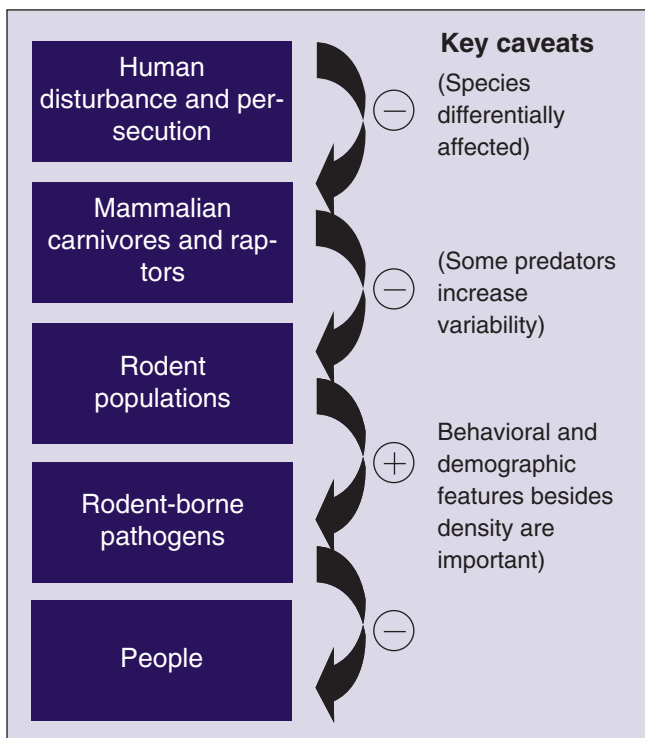 Human
disturbance and per-
secution
Mammalian
carnivores and rap-
tors
Rodent
populations
Rodent-borne
pathogens
People
Key caveats
(Species
differentially
affected)
(Some predators
increase
variability)
Behavioral and
demographic
features besides
density are
important)
−
−
+
−